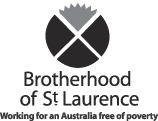 Brotherhood
of St Laurence
Working for an Australia free of poverty